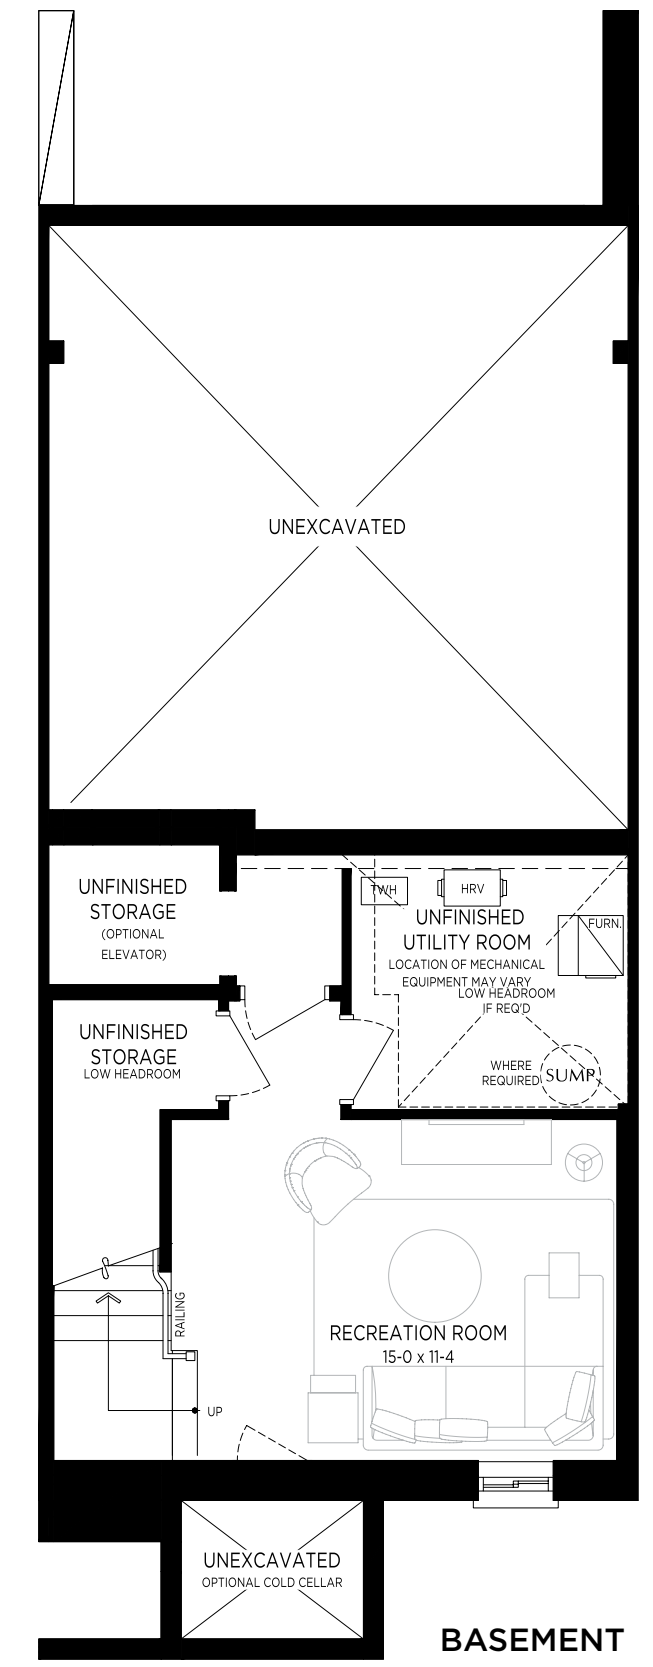 UNEXCAVATED
UNFINISHED
STORAGE
(OPTIONAL
ELEVATOR)
TWH
HRV
FURN.
UNFINISHED
UTILITY ROOM
LOCATION OF MECHANICAL
EQUIPMENT MAY VARY
LOW HEADROOM
IF REQ'D
WHERE
REQUIRED
SUMP
UNFINISHED
STORAGE
LOW HEADROOM
RAILING
UP
RECREATION ROOM
15-0 x 11-4
UNEXCAVATED
OPTIONAL COLD CELLAR
BASEMENT